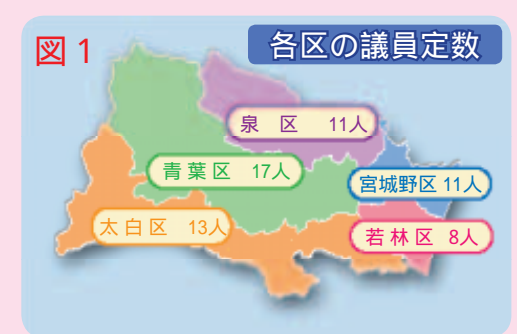 図1
各区の議員定数
泉 区 11人
青葉区 17人
宮城野区 11人
太白区 13人
若林区 8人